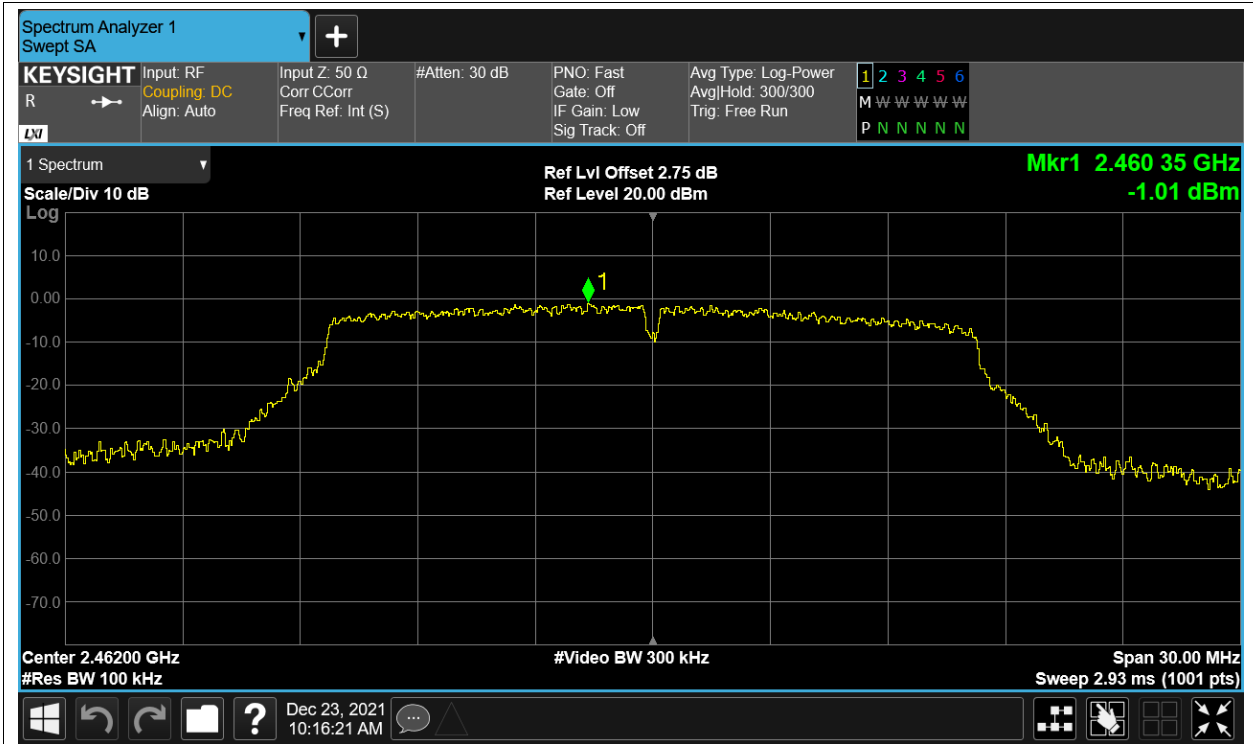 Spectrum Analyzer 1
Swept SA
+
KEYSIGHT
R
LXI
Input: RF
Coupling: DC
Align: Auto
Input Z: 50 Ω
Corr CCorr
Freq Ref: Int (S)
#Atten: 30 dB
PNO: Fast
Gate: Off
IF Gain: Low
Sig Track: Off
Avg Type: Log-Power
Avg|Hold: 300/300
Trig: Free Run
1 2 3 4 5 6
M W W W W W
P N N N N N
1 Spectrum
Scale/Div 10 dB
Ref Lvl Offset 2.75 dB
Ref Level 20.00 dBm
Mkr1 2.460 35 GHz
-1.01 dBm
Log
10.0
0.00
-10.0
-20.0
-30.0
-40.0
-50.0
-60.0
-70.0
1
Center 2.46200 GHz
#Res BW 100 kHz
#Video BW 300 kHz
Span 30.00 MHz
Sweep 2.93 ms (1001 pts)
?
Dec 23, 2021
10:16:21 AM